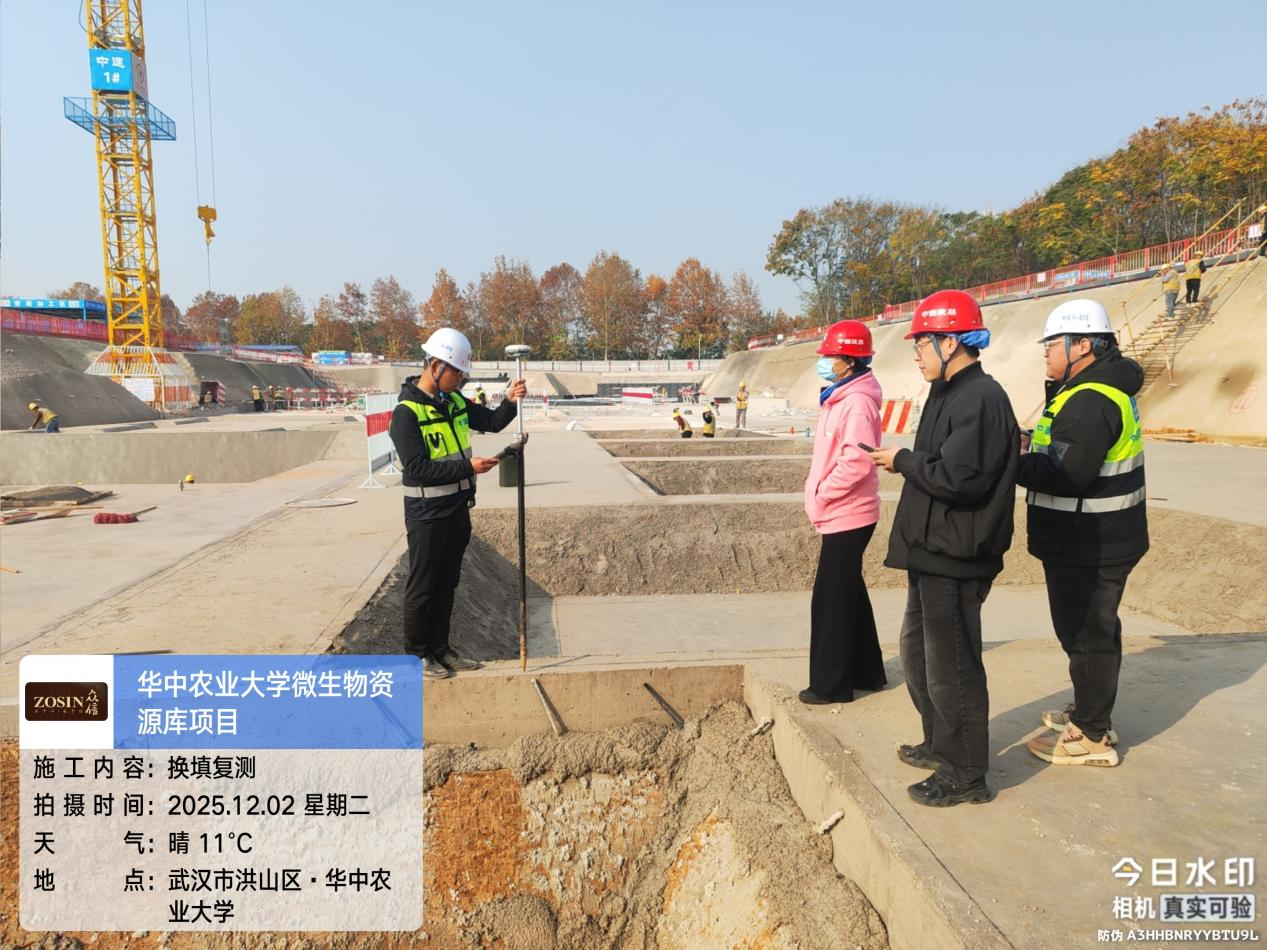 中建
1#
ZOSIN 众信
华中农业大学微生物资
源库项目
施工内容：换填复测
拍摄时间：2025.12.02 星期二
天气：晴 11°C
地点：武汉市洪山区·华中农
业大学
今日水印
相机 真实可验
防伪 A3HHBNRYYBTU9L